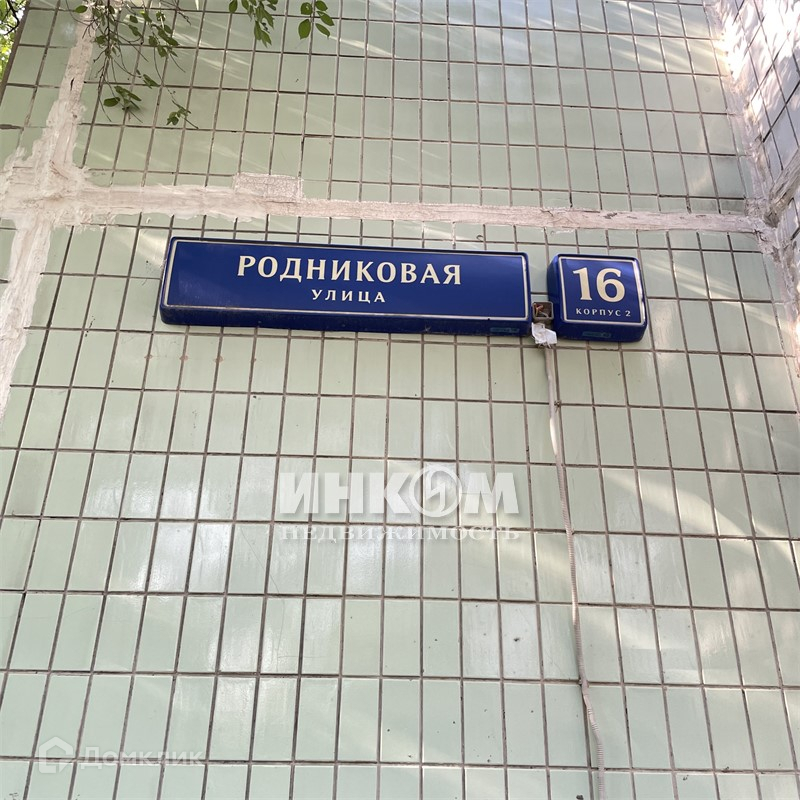 РОДНИКОВАЯ
УЛИЦА
16
КОРПУС 2
ИНКОМ
НЕДВИЖИМОСТЬ
Домклик